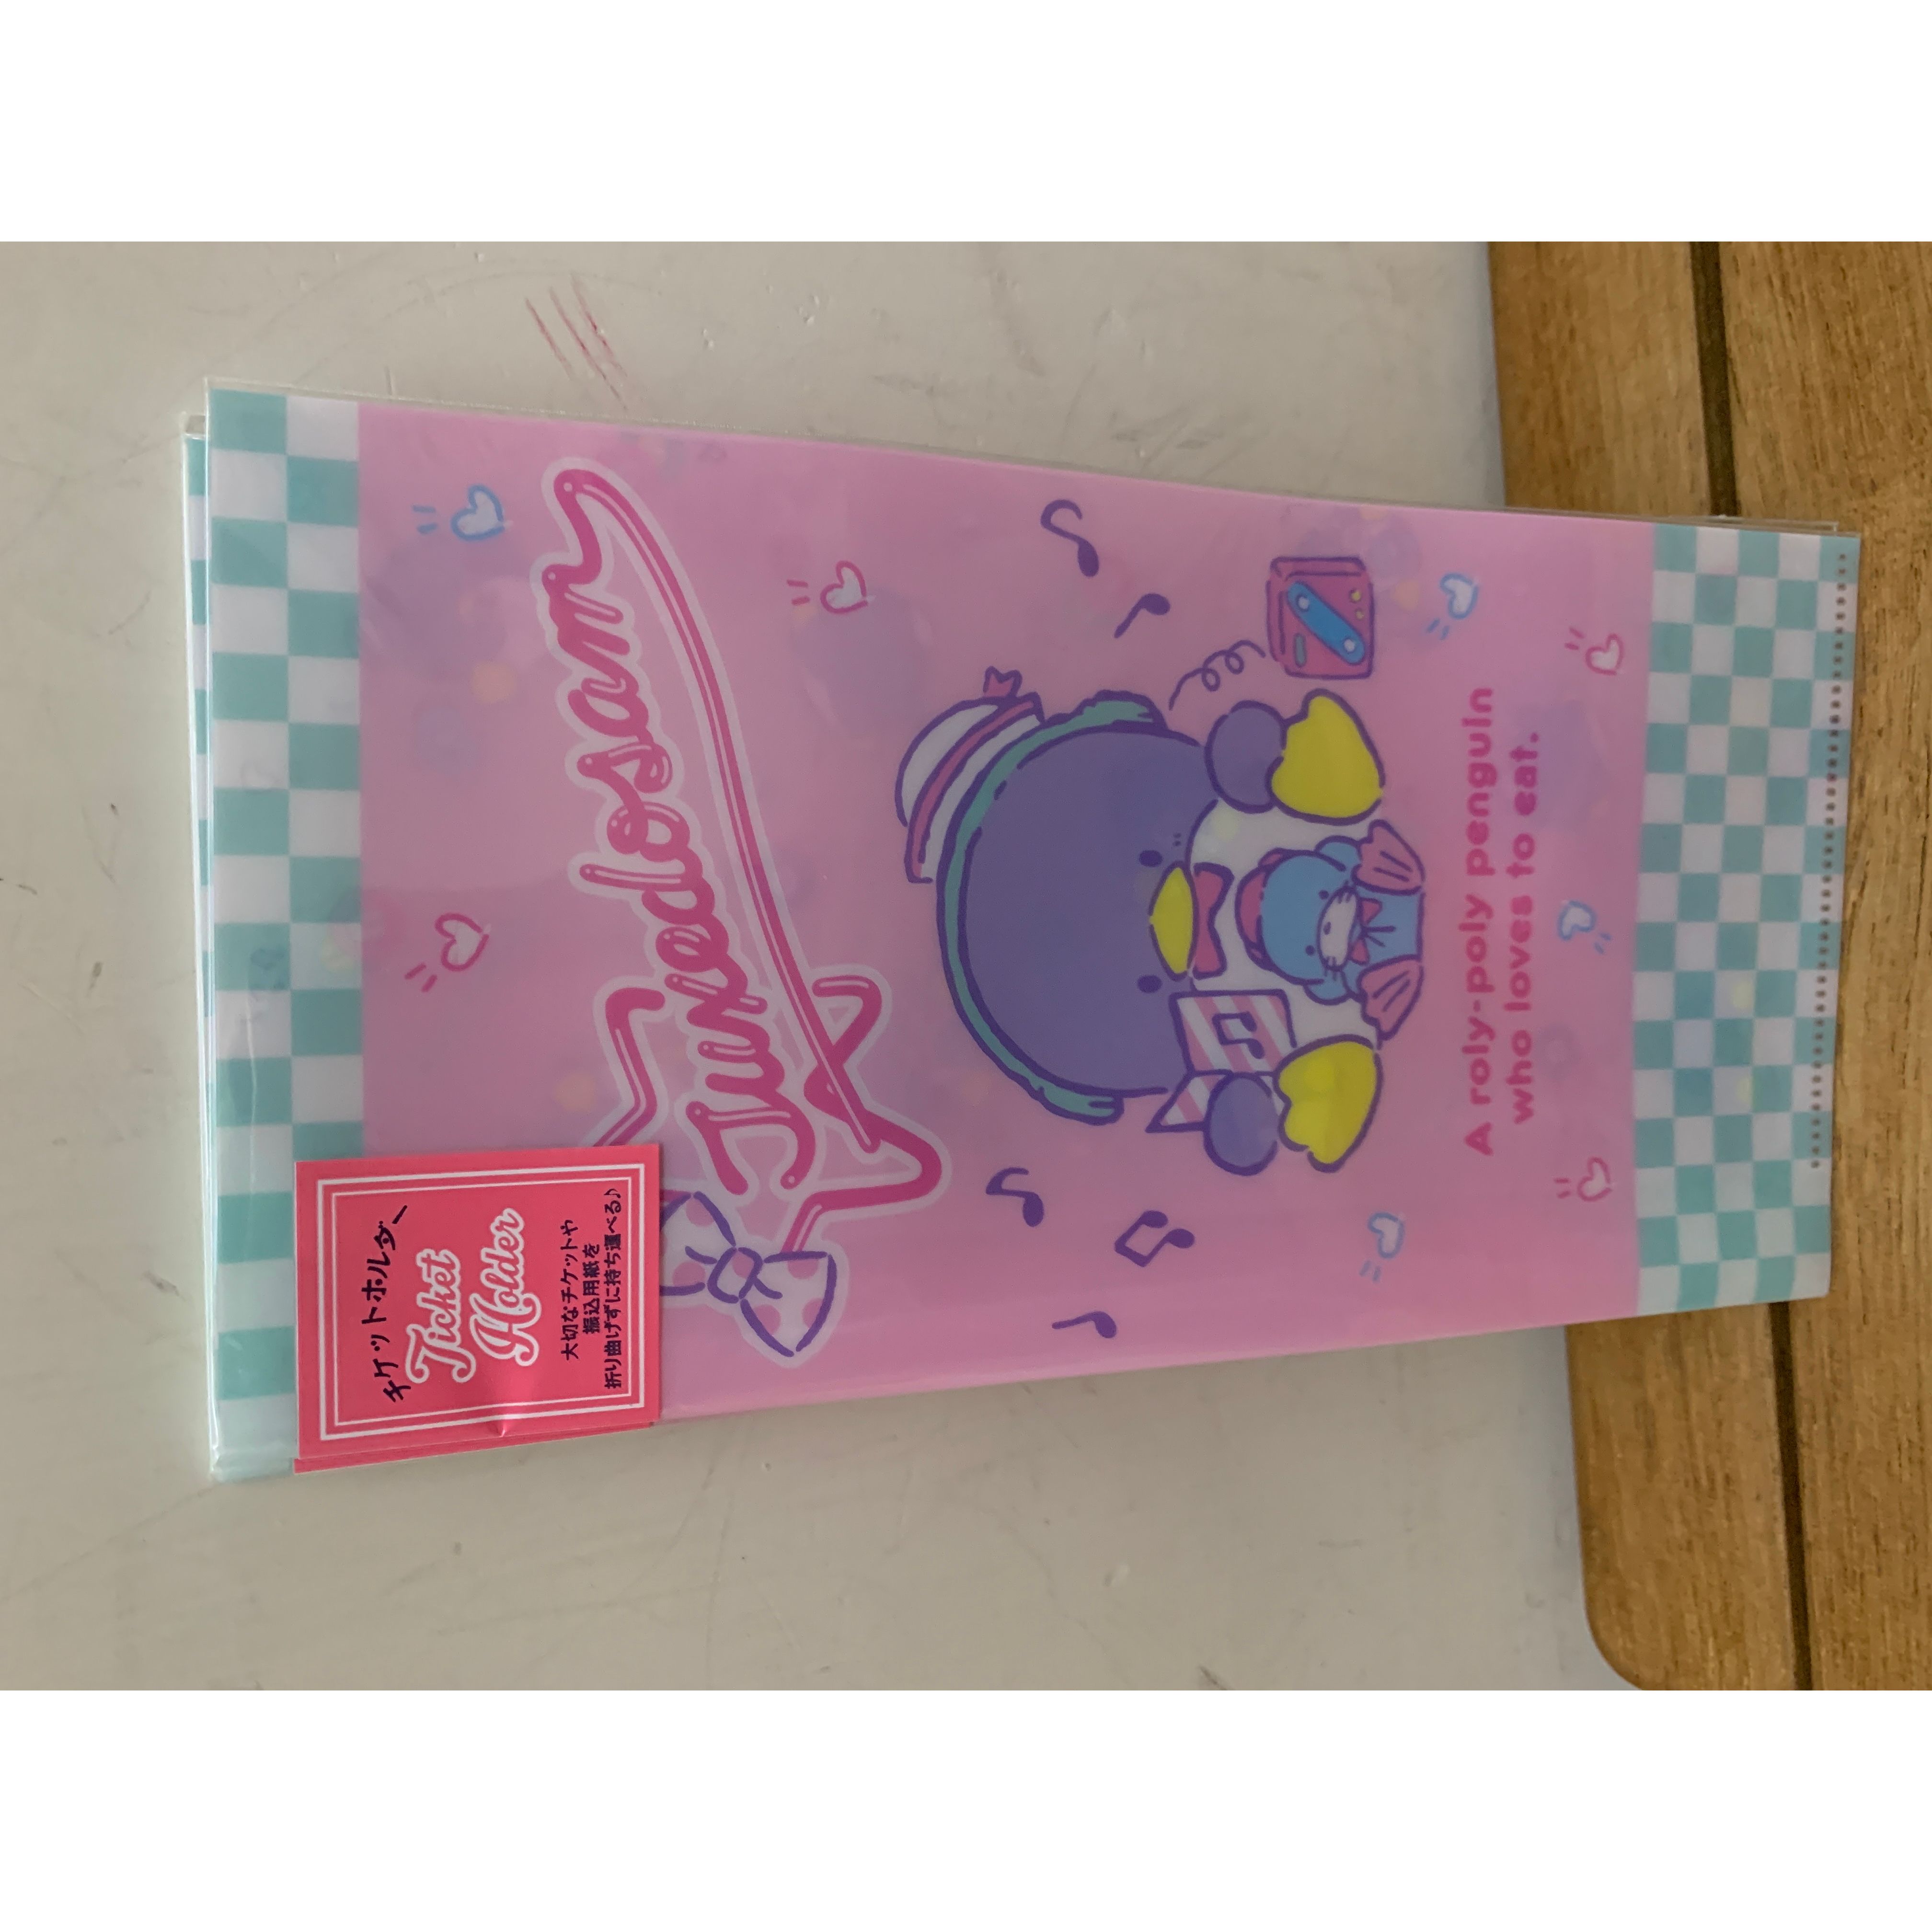 チケットホルダー
Ticket
Holder
大切なチケットや
振込用紙を
折り曲げずに持ち運べる♪
Tuxedosam
A roly-poly penguin
who loves to eat.